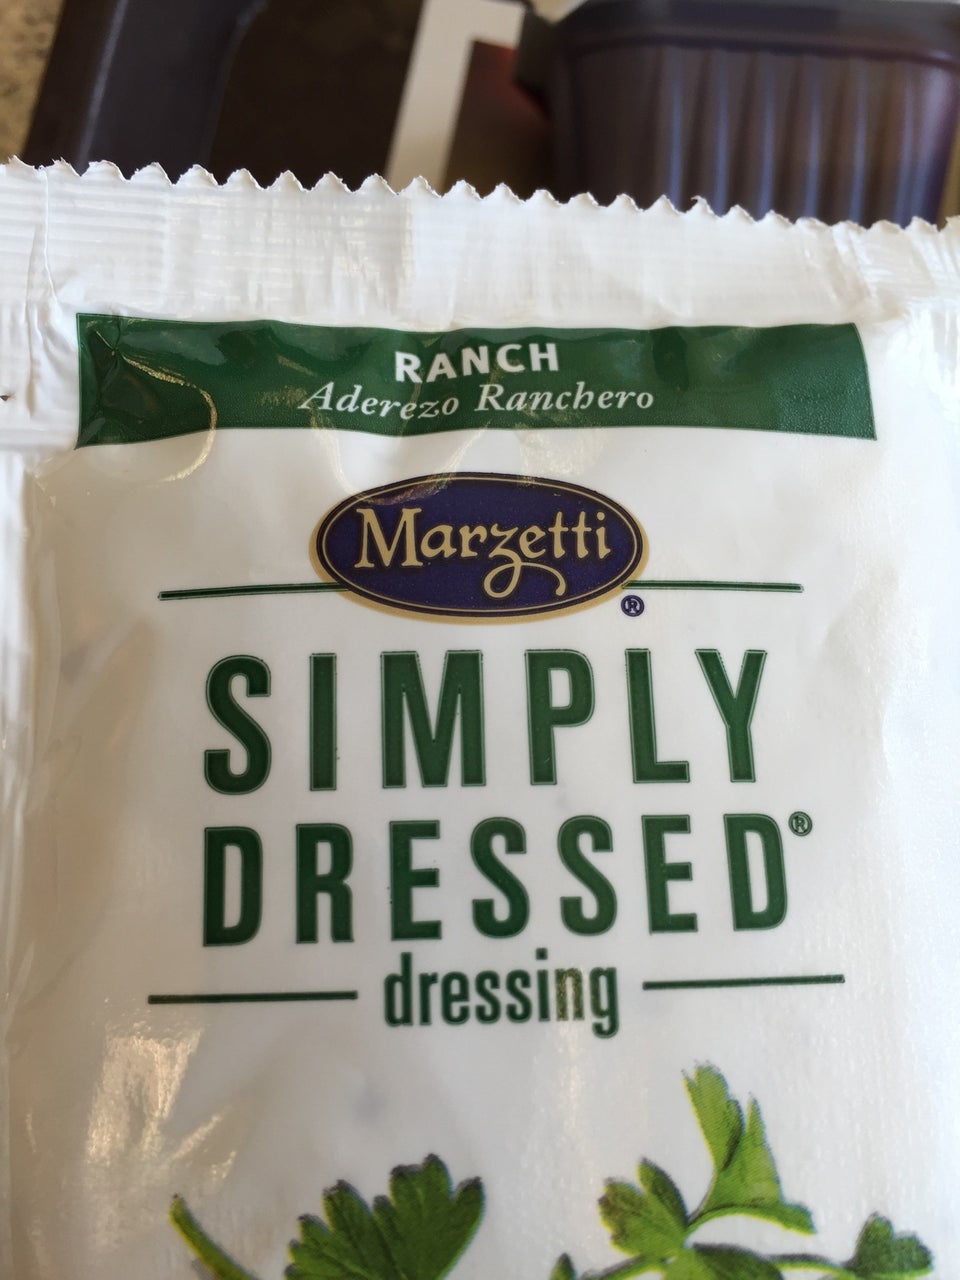 RANCH
Aderezo Ranchero
Marzetti®
SIMPLY
DRESSED®
dressing